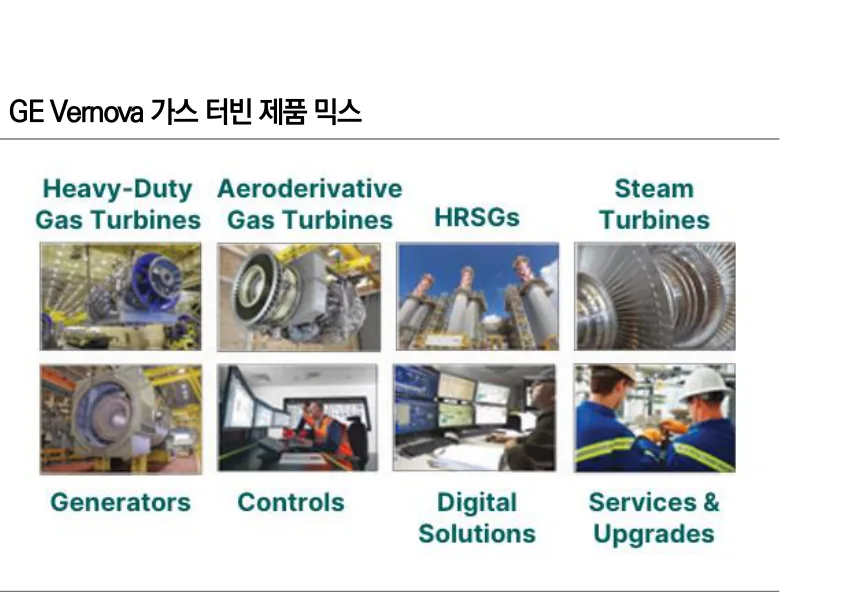 GE Vernova 가스 터빈 제품 믹스
Heavy-Duty
Gas Turbines
Aeroderivative
Gas Turbines
HRSGs
Steam
Turbines
Generators
Controls
Digital
Solutions
Services &
Upgrades